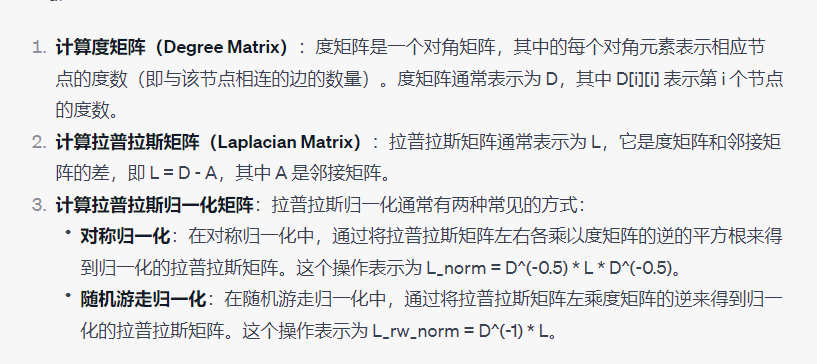 1. 计算度矩阵（Degree Matrix）：度矩阵是一个对角矩阵，其中的每个对角元素表示相应节
点的度数（即与该节点相连的边的数量）。度矩阵通常表示为 D，其中 D[i][i] 表示第 i 个节点
的度数。
2. 计算拉普拉斯矩阵（Laplacian Matrix）：拉普拉斯矩阵通常表示为 L，它是度矩阵和邻接矩
阵的差，即 L = D - A，其中 A 是邻接矩阵。
3. 计算拉普拉斯归一化矩阵：拉普拉斯归一化通常有两种常见的方式：
• 对称归一化：在对称归一化中，通过将拉普拉斯矩阵左右各乘以度矩阵的逆的平方根来得
到归一化的拉普拉斯矩阵。这个操作表示为 L_norm = D^(-0.5) * L * D^(-0.5)。
• 随机游走归一化：在随机游走归一化中，通过将拉普拉斯矩阵左乘度矩阵的逆来得到归一
化的拉普拉斯矩阵。这个操作表示为 L_rw_norm = D^(-1) * L。